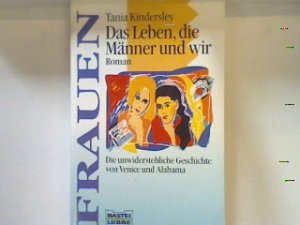 FRAUEN
Tania Kindersley
Das Leben, die
Männer und wir
Roman
Die unwiderstehliche Geschichte
von Venice und Alabama
BASTEI
LÜBBE